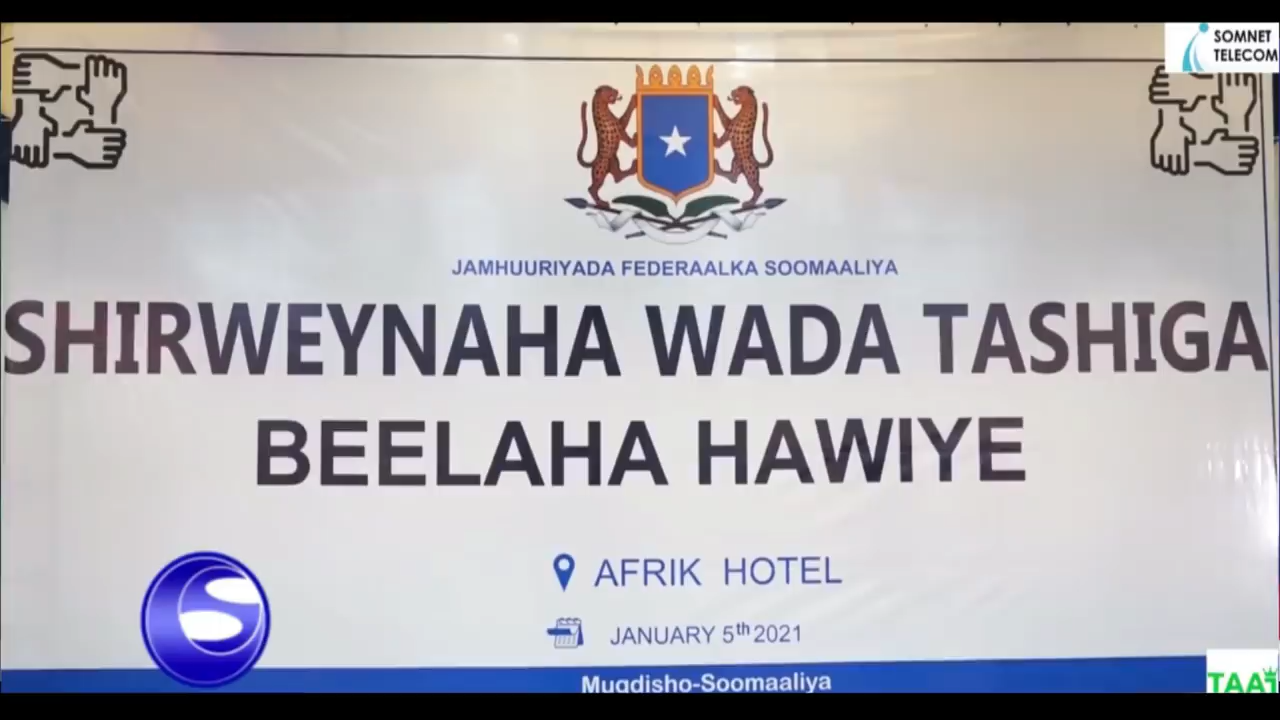 SOMNET
TELECOM
JAMHUURIYADA FEDERAALKA SOOMAALIYA
SHIRWEYNAHA WADA TASHIGA
BEELAHA HAWIYE
AFRIK HOTEL
JANUARY 5th 2021
Muqdisho-Soomaaliya